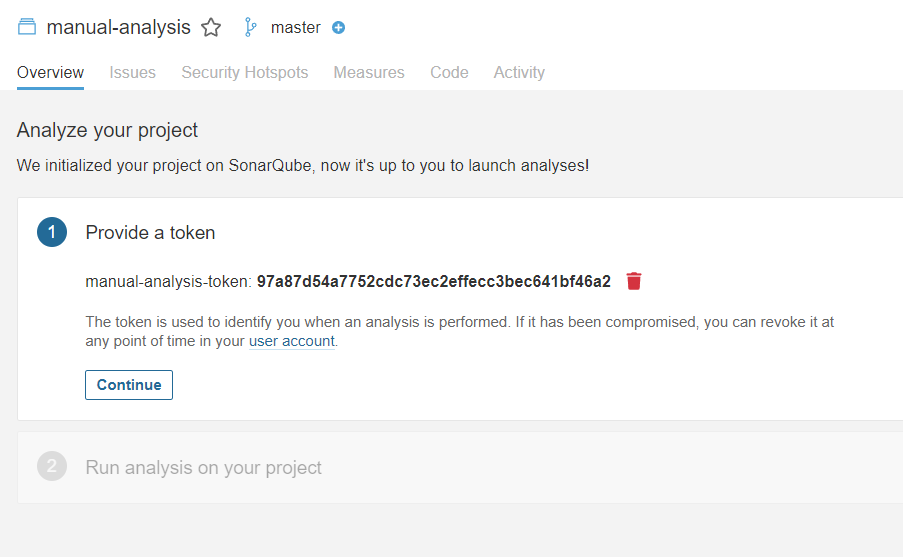 manual-analysis master
Overview Issues Security Hotspots Measures Code Activity
Analyze your project
We initialized your project on SonarQube, now it's up to you to launch analyses!
1 Provide a token
manual-analysis-token: 97a87d54a7752cdc73ec2effecc3bec641bf46a2
The token is used to identify you when an analysis is performed. If it has been compromised, you can revoke it at
any point of time in your user account.
Continue
2 Run analysis on your project